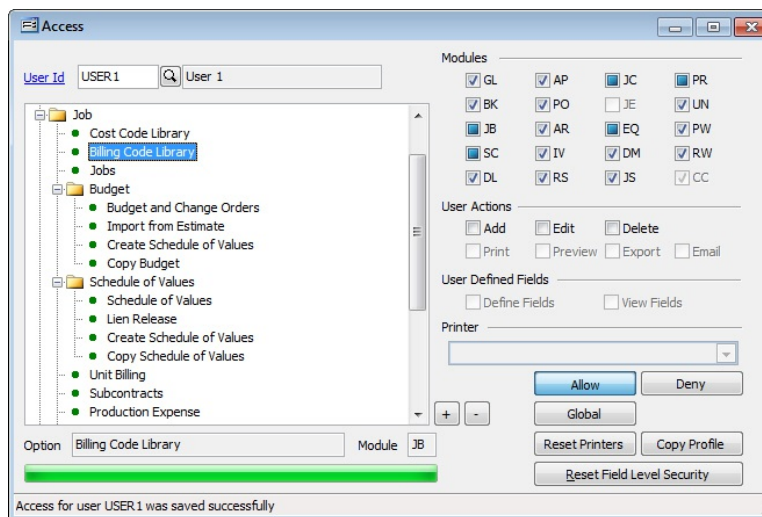 Access
User Id USER1 User 1
Job
Cost Code Library
Billing Code Library
Jobs
Budget
Budget and Change Orders
Import from Estimate
Create Schedule of Values
Copy Budget
Schedule of Values
Schedule of Values
Lien Release
Create Schedule of Values
Copy Schedule of Values
Unit Billing
Subcontracts
Production Expense
Option Billing Code Library Module JB
Modules
GL AP JC PR
BK PO JE UN
JB AR EQ PW
SC IV DM RW
DL RS JS CC
User Actions
Add Edit Delete
Print Preview Export Email
User Defined Fields
Define Fields View Fields
Printer
Allow Deny
+ - Global
Reset Printers Copy Profile
Reset Field Level Security
Access for user USER1 was saved successfully